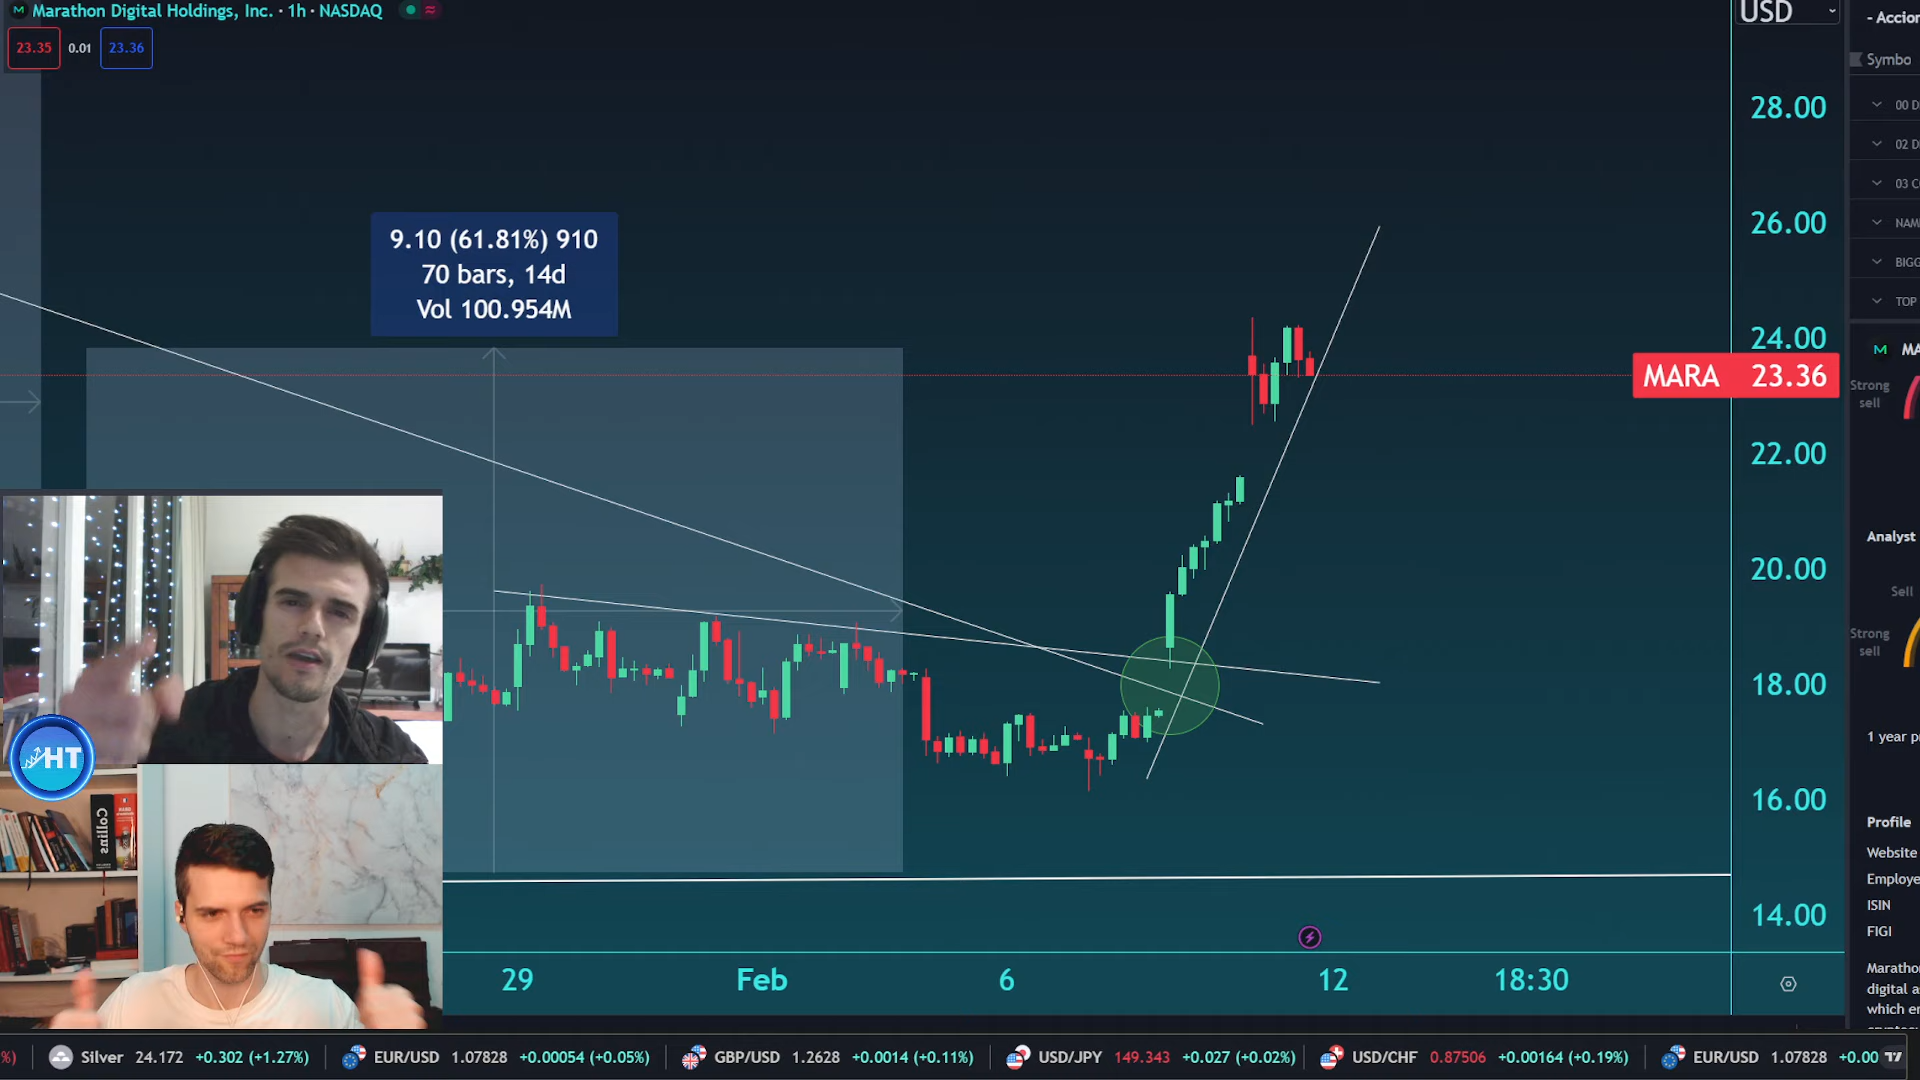 Marathon Digital Holdings, Inc. · 1h · NASDAQ
23.35 0.01 23.36
USD
9.10 (61.81%) 910
70 bars, 14d
Vol 100.954M
28.00
26.00
24.00
MARA 23.36
22.00
20.00
18.00
16.00
14.00
29 Feb 6 12 18:30
HT
Collins
- Accion
Symbo
00 D
02 D
03 C
NAM
BIGG
TOP
MA
Strong
sell
Analyst
Sell
Strong
sell
1 year p
Profile
Website
Employe
ISIN
FIGI
Marathon
digital a
which e
%) Silver 24.172 +0.302 (+1.27%) EUR/USD 1.07828 +0.00054 (+0.05%) GBP/USD 1.2628 +0.0014 (+0.11%) USD/JPY 149.343 +0.027 (+0.02%) USD/CHF 0.87506 +0.00164 (+0.19%) EUR/USD 1.07828 +0.00